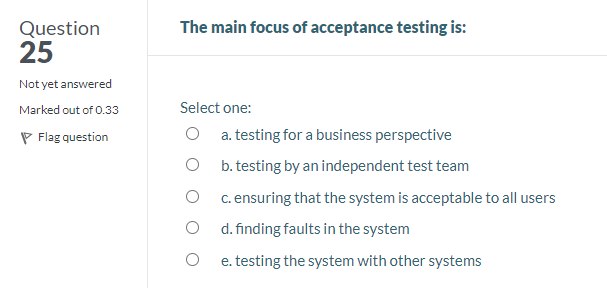 Question
25
Not yet answered
Marked out of 0.33
Flag question
The main focus of acceptance testing is:
Select one:
a. testing for a business perspective
b. testing by an independent test team
c. ensuring that the system is acceptable to all users
d. finding faults in the system
e. testing the system with other systems